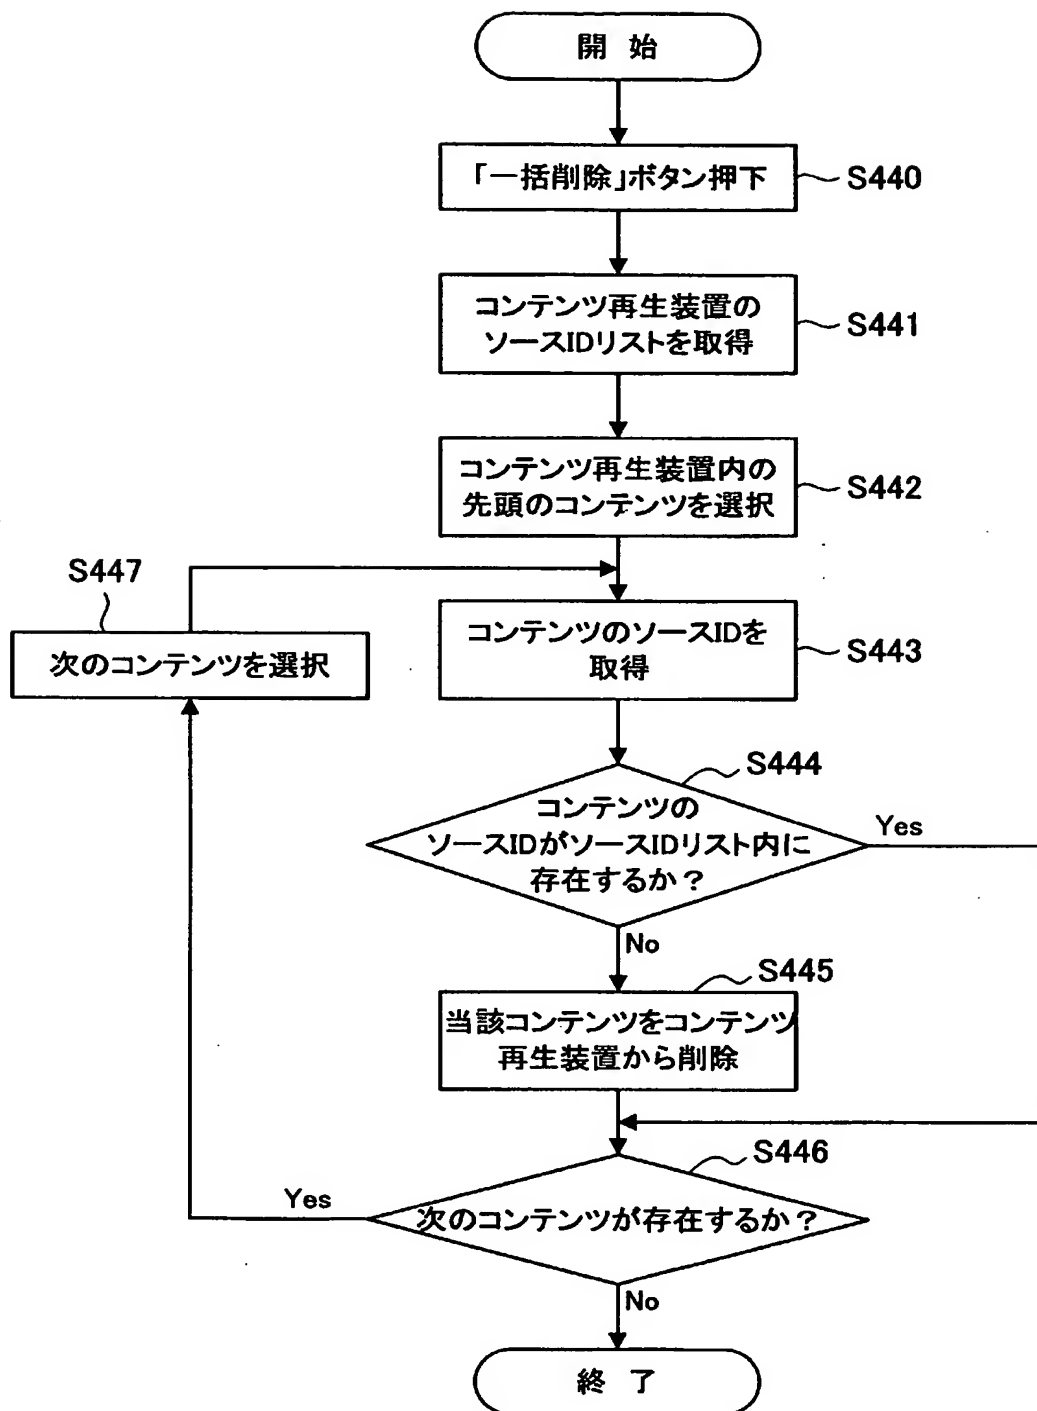 開 始
「一括削除」ボタン押下
S440
コンテンツ再生装置の
ソースIDリストを取得
S441
コンテンツ再生装置内の
先頭のコンテンツを選択
S442
S447
次のコンテンツを選択
コンテンツのソースIDを
取得
S443
S444
コンテンツの
ソースIDがソースIDリスト内に
存在するか？
Yes
No
S445
当該コンテンツをコンテンツ
再生装置から削除
S446
次のコンテンツが存在するか？
Yes
No
終 了